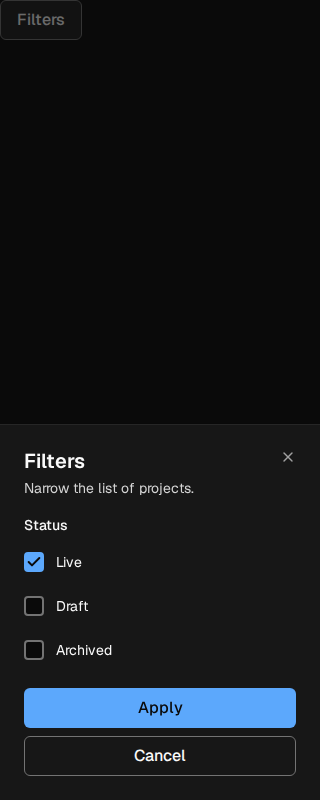 Filters
Filters
Narrow the list of projects.
Status
Live
Draft
Archived
Apply
Cancel